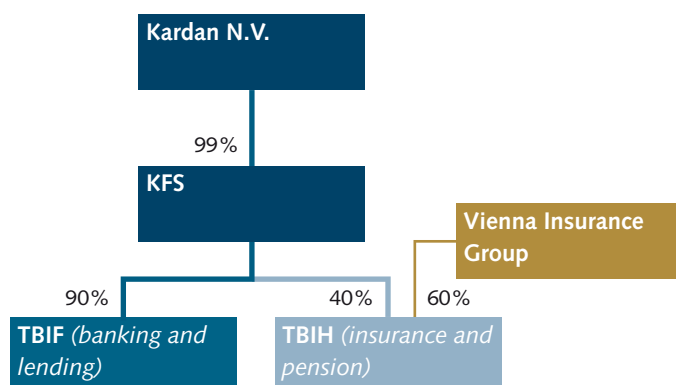 Kardan N.V.
99%
KFS
Vienna Insurance
Group
90%
40%
60%
TBIF (banking and
lending)
TBIH (insurance and
pension)